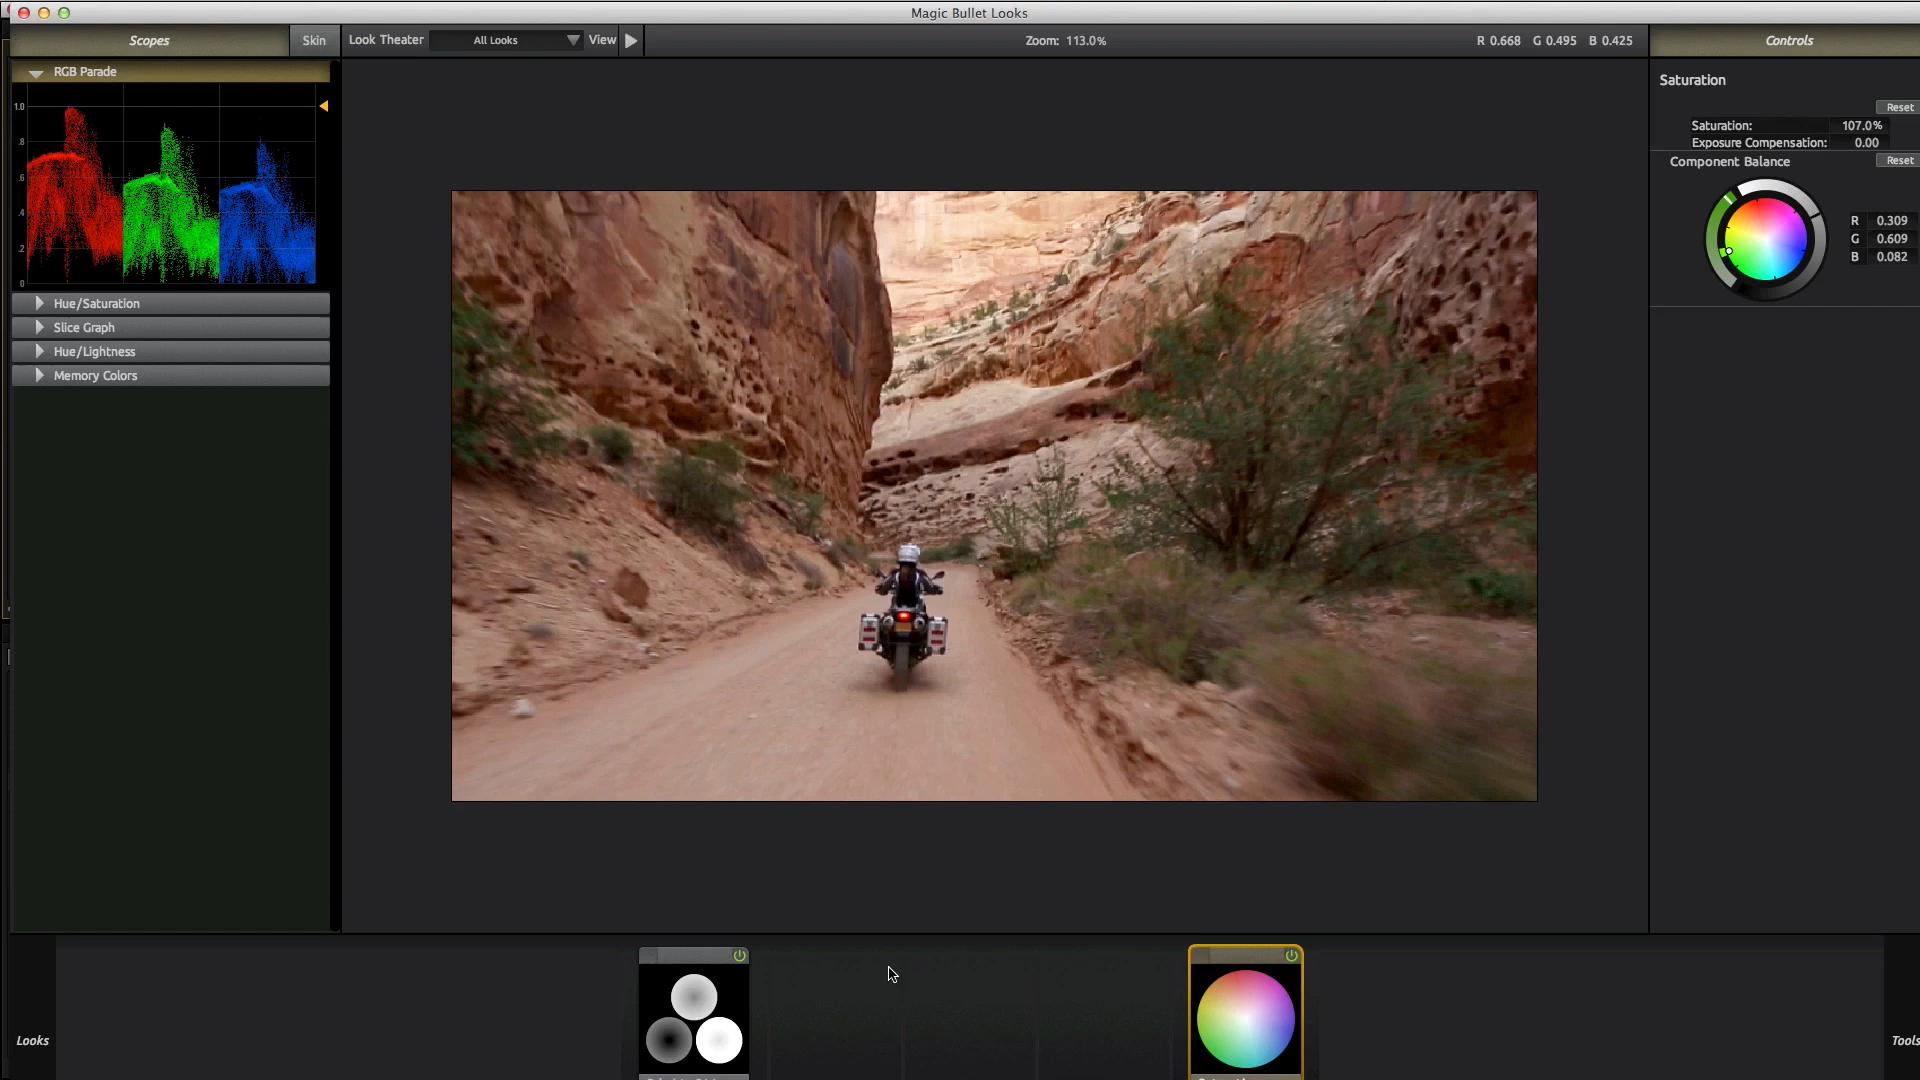 Magic Bullet Looks
Scopes
Skin
Look Theater
All Looks
View
Zoom: 113.0%
R 0.668 G 0.495 B 0.425
Controls
RGB Parade
1.0
.8
.6
.4
.2
0
Hue/Saturation
Slice Graph
Hue/Lightness
Memory Colors
Saturation
Reset
Saturation: 107.0%
Exposure Compensation: 0.00
Component Balance
Reset
R 0.309
G 0.609
B 0.082
Looks
Tools